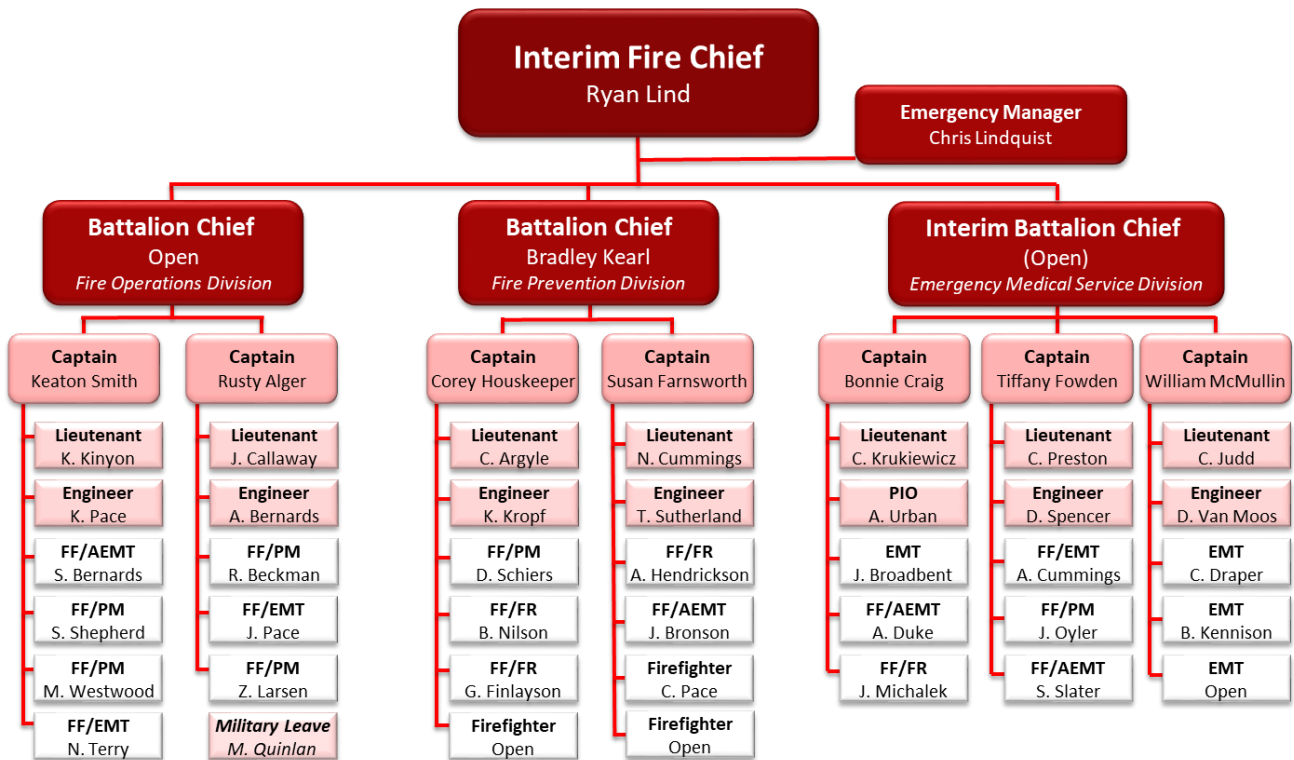 Interim Fire Chief
Ryan Lind
Emergency Manager
Chris Lindquist
Battalion Chief
Open
Fire Operations Division
Battalion Chief
Bradley Kearl
Fire Prevention Division
Interim Battalion Chief
(Open)
Emergency Medical Service Division
Captain
Keaton Smith
Lieutenant
K. Kinyon
Engineer
K. Pace
FF/AEMT
S. Bernards
FF/PM
S. Shepherd
FF/PM
M. Westwood
FF/EMT
N. Terry
Captain
Rusty Alger
Lieutenant
J. Callaway
Engineer
A. Bernards
FF/PM
R. Beckman
FF/EMT
J. Pace
FF/PM
Z. Larsen
Military Leave
M. Quinlan
Captain
Corey Houskeeper
Lieutenant
C. Argyle
Engineer
K. Kropf
FF/PM
D. Schiers
FF/FR
B. Nilson
FF/FR
G. Finlayson
Firefighter
Open
Captain
Susan Farnsworth
Lieutenant
N. Cummings
Engineer
T. Sutherland
FF/FR
A. Hendrickson
FF/AEMT
J. Bronson
Firefighter
C. Pace
Firefighter
Open
Captain
Bonnie Craig
Lieutenant
C. Krukiewicz
PIO
A. Urban
EMT
J. Broadbent
FF/AEMT
A. Duke
FF/FR
J. Michalek
Captain
Tiffany Fowden
Lieutenant
C. Preston
Engineer
D. Spencer
FF/EMT
A. Cummings
FF/PM
J. Oyler
FF/AEMT
S. Slater
Captain
William McMullin
Lieutenant
C. Judd
Engineer
D. Van Moos
EMT
C. Draper
EMT
B. Kennison
EMT
Open